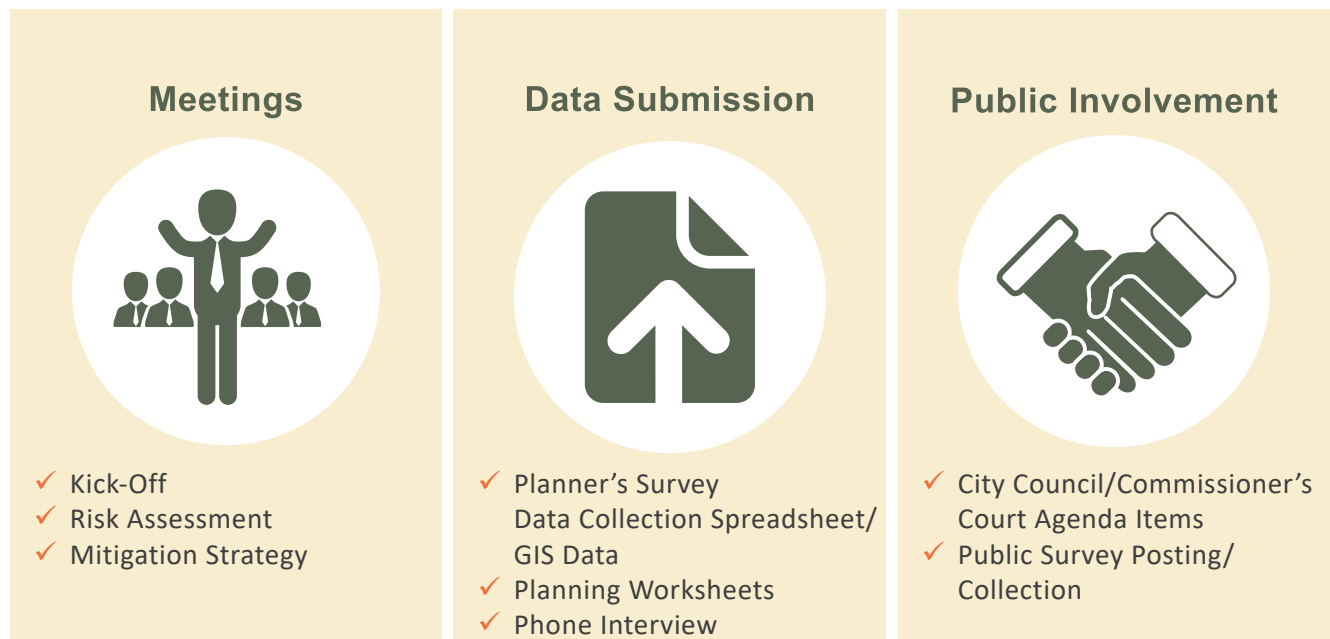 Meetings
✓ Kick-Off
✓ Risk Assessment
✓ Mitigation Strategy
Data Submission
✓ Planner’s Survey
Data Collection Spreadsheet/
GIS Data
✓ Planning Worksheets
✓ Phone Interview
Public Involvement
✓ City Council/Commissioner’s
Court Agenda Items
✓ Public Survey Posting/
Collection